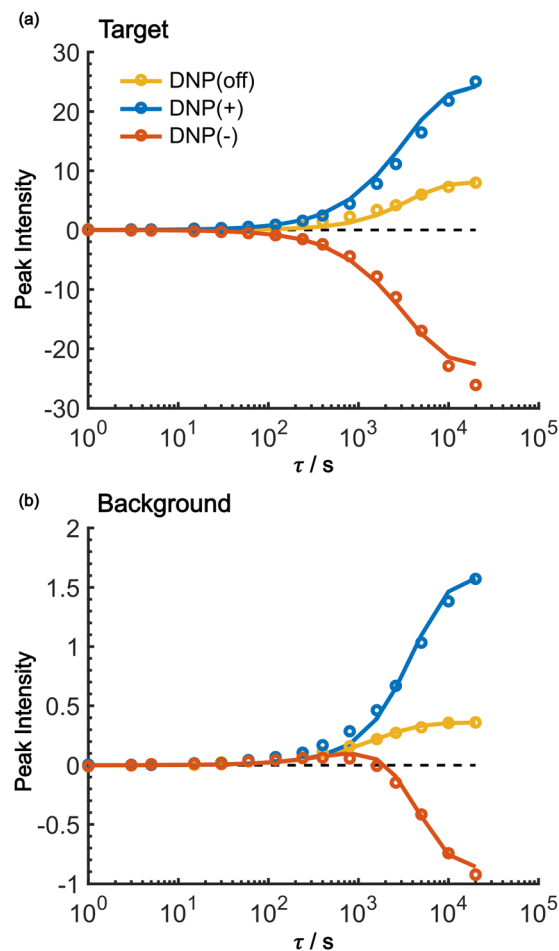 (a) Target
30
20
10
0
-10
-20
-30
Peak Intensity
DNP(off)
DNP(+)
DNP(-)
10^0 10^1 10^2 10^3 10^4 10^5
τ / s
(b) Background
2
1.5
1
0.5
0
-0.5
-1
Peak Intensity
10^0 10^1 10^2 10^3 10^4 10^5
τ / s